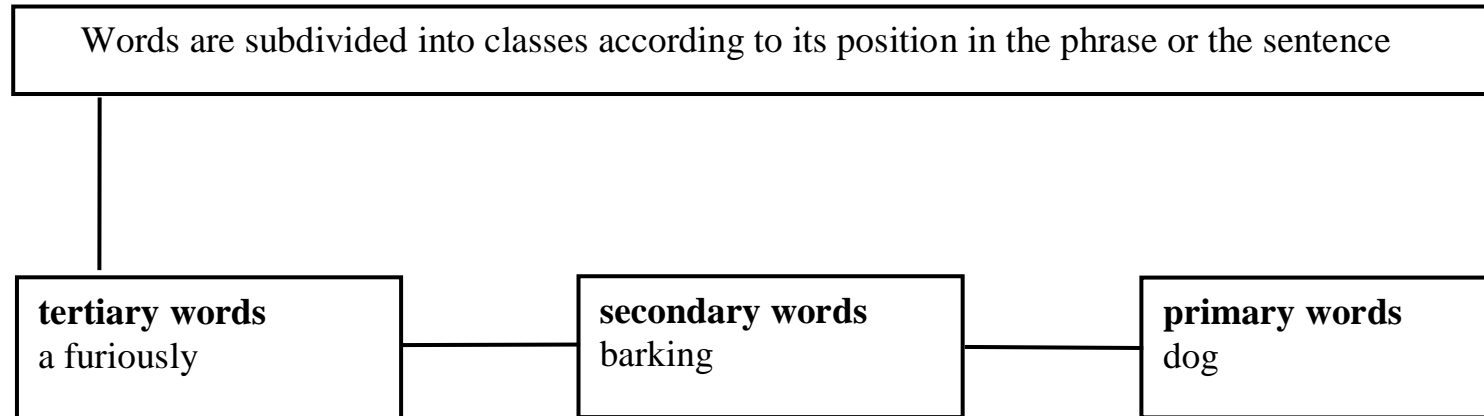 Words are subdivided into classes according to its position in the phrase or the sentence
tertiary words
a furiously
secondary words
barking
primary words
dog